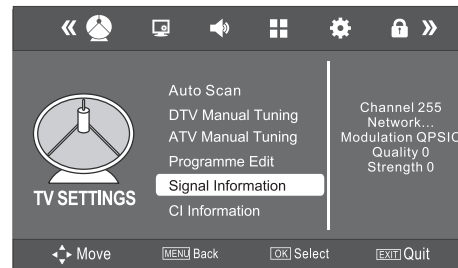 Auto Scan
DTV Manual Tuning
ATV Manual Tuning
Programme Edit
Signal Information
CI Information
TV SETTINGS
Channel 255
Network...
Modulation QPSIC
Quality 0
Strength 0
Move
MENU Back
OK Select
EXIT Quit